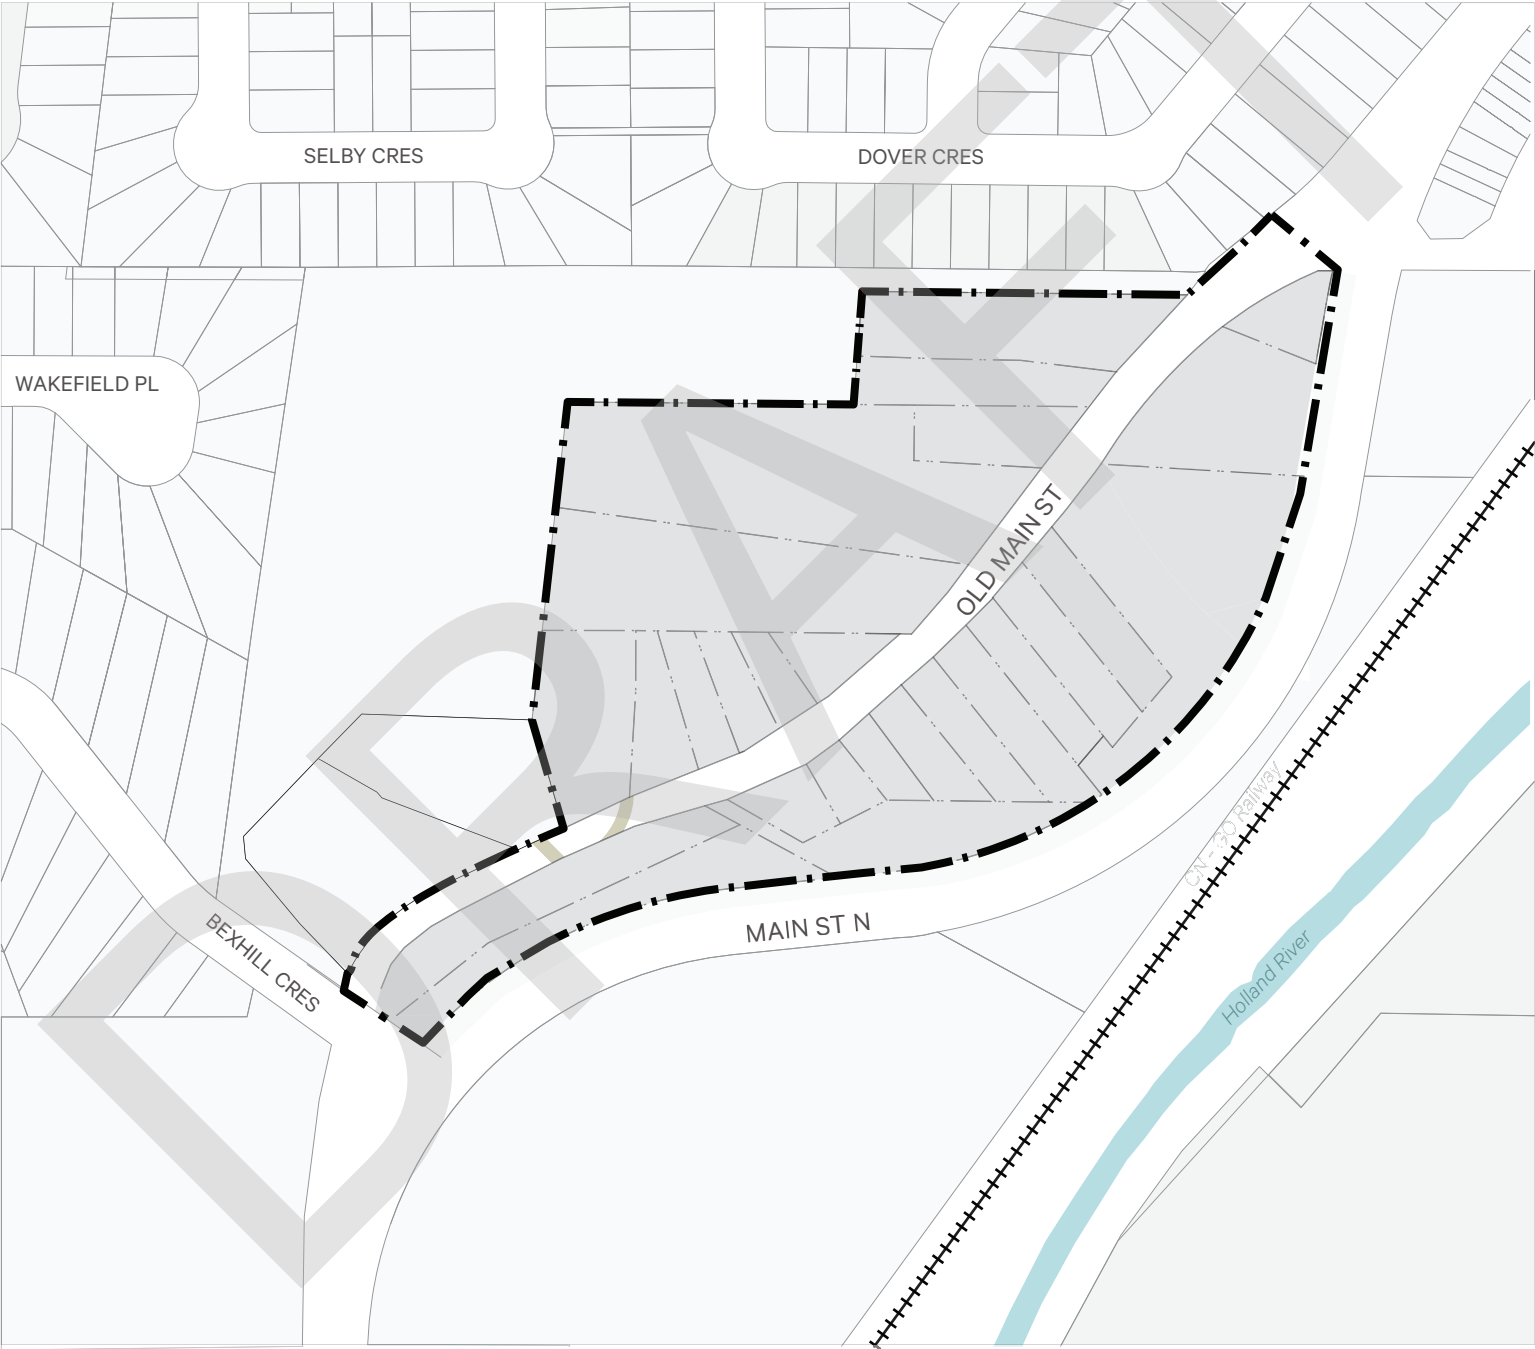 SELBY CRES
DOVER CRES
WAKEFIELD PL
OLD MAIN ST
CN - GO Railway
MAIN ST N
BEXHILL CRES
Holland River
DRAFT